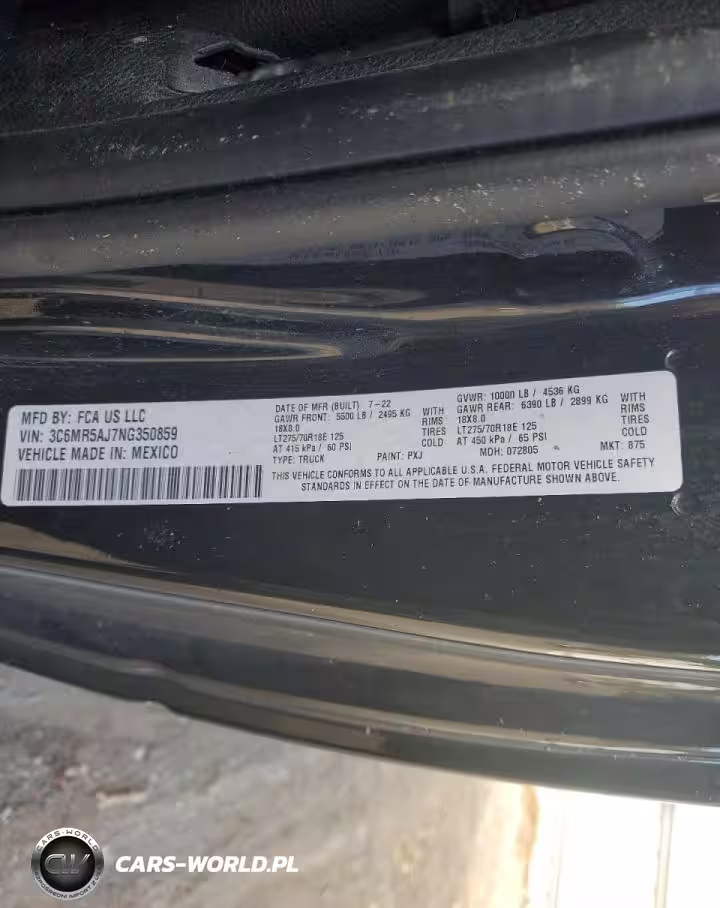 MFD BY: FCA US LLC
VIN: 3C6MR5AJ7NG350859
VEHICLE MADE IN: MEXICO
DATE OF MFR (BUILT) 7-22
GAWR FRONT: 5500 LB / 2495 KG WITH
18X8.0 RIMS
LT275/70R18E 125 TIRES
AT 415 kPa / 60 PSI COLD
TYPE: TRUCK PAINT: PXJ
GVWR: 10000 LB / 4536 KG
GAWR REAR: 6390 LB / 2899 KG WITH
18X8.0 RIMS
LT275/70R18E 125 TIRES
AT 450 kPa / 65 PSI COLD
MDH: 072805 MKT: 875
THIS VEHICLE CONFORMS TO ALL APPLICABLE U.S.A. FEDERAL MOTOR VEHICLE SAFETY
STANDARDS IN EFFECT ON THE DATE OF MANUFACTURE SHOWN ABOVE.
CARS-WORLD
CW
CARS-WORLD.PL